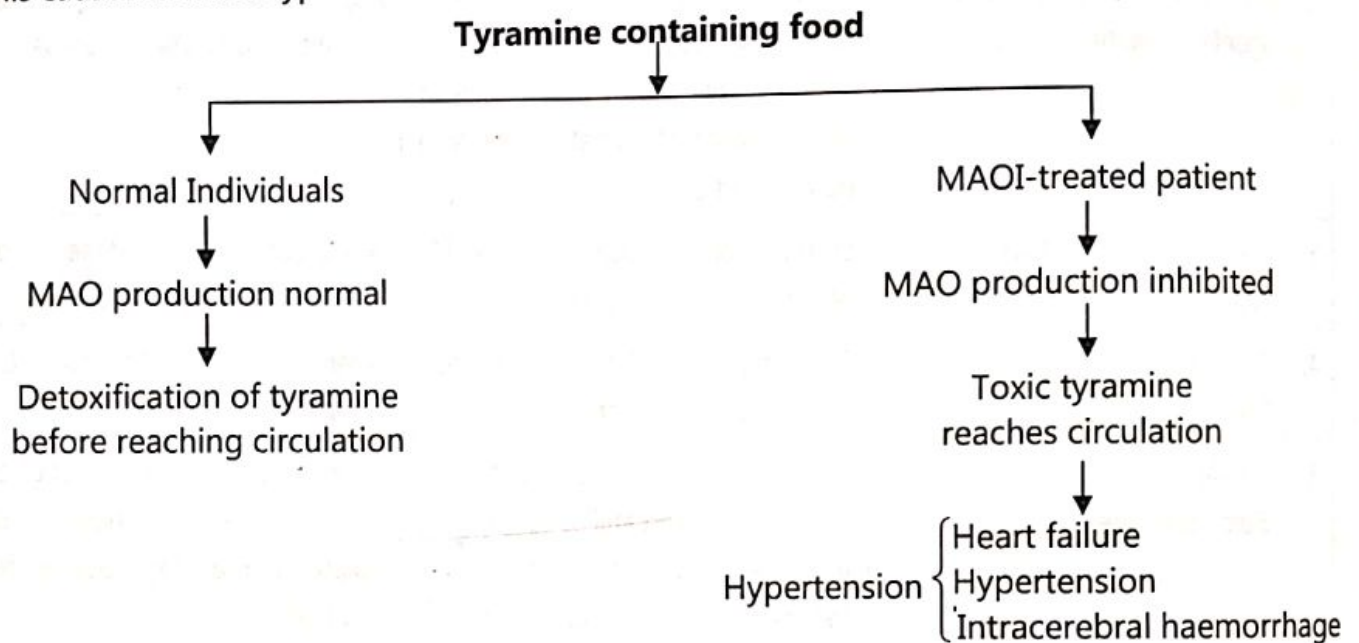 Tyramine containing food
Normal Individuals
MAO production normal
Detoxification of tyramine
before reaching circulation
MAOI-treated patient
MAO production inhibited
Toxic tyramine
reaches circulation
Hypertension
Heart failure
Hypertension
Intracerebral haemorrhage